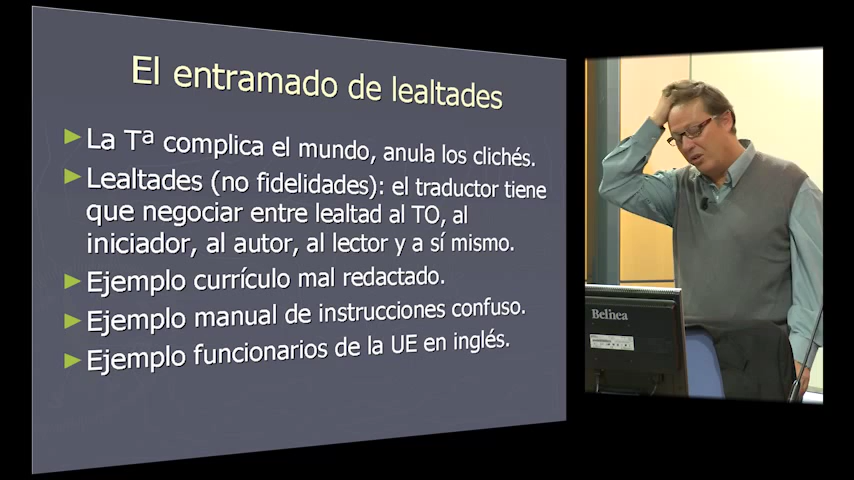 El entramado de lealtades
La Tª complica el mundo, anula los clichés.
Lealtades (no fidelidades): el traductor tiene
que negociar entre lealtad al TO, al
iniciador, al autor, al lector y a sí mismo.
Ejemplo currículo mal redactado.
Ejemplo manual de instrucciones confuso.
Ejemplo funcionarios de la UE en inglés.
Belinea